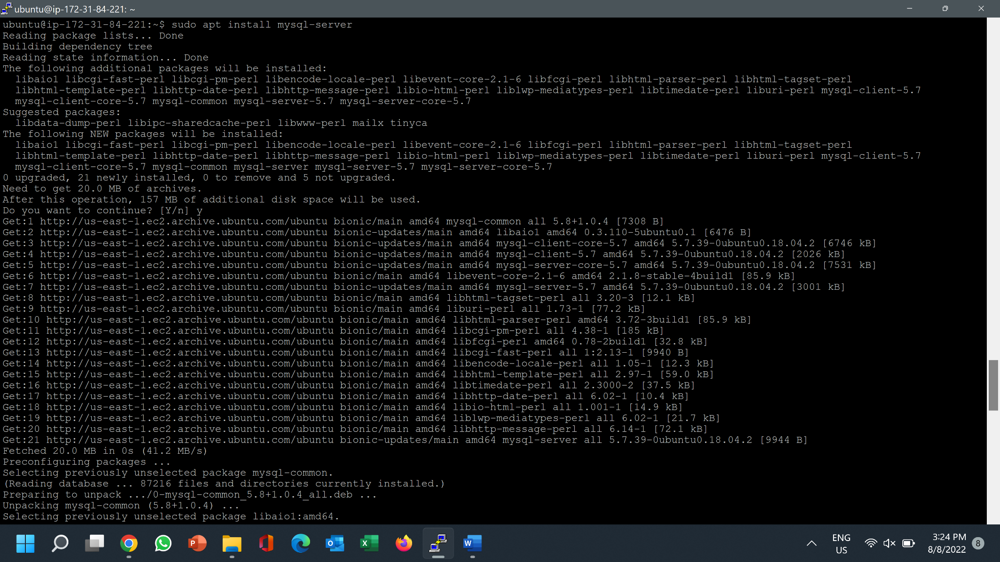 ubuntu@ip-172-31-84-221: ~
ubuntu@ip-172-31-84-221:~$ sudo apt install mysql-server
Reading package lists... Done
Building dependency tree
Reading state information... Done
The following additional packages will be installed:
  libaio1 libcgi-fast-perl libcgi-pm-perl libencode-locale-perl libevent-core-2.1-6 libfcgi-perl libhtml-parser-perl libhtml-tagset-perl
  libhtml-template-perl libhttp-date-perl libhttp-message-perl libio-html-perl liblwp-mediatypes-perl libtimedate-perl liburi-perl mysql-client-5.7
  mysql-client-core-5.7 mysql-common mysql-server-5.7 mysql-server-core-5.7
Suggested packages:
  libdata-dump-perl libipc-sharedcache-perl libwww-perl mailx tinyca
The following NEW packages will be installed:
  libaio1 libcgi-fast-perl libcgi-pm-perl libencode-locale-perl libevent-core-2.1-6 libfcgi-perl libhtml-parser-perl libhtml-tagset-perl
  libhtml-template-perl libhttp-date-perl libhttp-message-perl libio-html-perl liblwp-mediatypes-perl libtimedate-perl liburi-perl mysql-client-5.7
  mysql-client-core-5.7 mysql-common mysql-server mysql-server-5.7 mysql-server-core-5.7
0 upgraded, 21 newly installed, 0 to remove and 5 not upgraded.
Need to get 20.0 MB of archives.
After this operation, 157 MB of additional disk space will be used.
Do you want to continue? [Y/n] y
Get:1 http://us-east-1.ec2.archive.ubuntu.com/ubuntu bionic/main amd64 mysql-common all 5.8+1.0.4 [7308 B]
Get:2 http://us-east-1.ec2.archive.ubuntu.com/ubuntu bionic-updates/main amd64 libaio1 amd64 0.3.110-5ubuntu0.1 [6476 B]
Get:3 http://us-east-1.ec2.archive.ubuntu.com/ubuntu bionic-updates/main amd64 mysql-client-core-5.7 amd64 5.7.39-0ubuntu0.18.04.2 [6746 kB]
Get:4 http://us-east-1.ec2.archive.ubuntu.com/ubuntu bionic-updates/main amd64 mysql-client-5.7 amd64 5.7.39-0ubuntu0.18.04.2 [2026 kB]
Get:5 http://us-east-1.ec2.archive.ubuntu.com/ubuntu bionic-updates/main amd64 mysql-server-core-5.7 amd64 5.7.39-0ubuntu0.18.04.2 [7531 kB]
Get:6 http://us-east-1.ec2.archive.ubuntu.com/ubuntu bionic/main amd64 libevent-core-2.1-6 amd64 2.1.8-stable-4build1 [85.9 kB]
Get:7 http://us-east-1.ec2.archive.ubuntu.com/ubuntu bionic-updates/main amd64 mysql-server-5.7 amd64 5.7.39-0ubuntu0.18.04.2 [3001 kB]
Get:8 http://us-east-1.ec2.archive.ubuntu.com/ubuntu bionic/main amd64 libhtml-tagset-perl all 3.20-3 [12.1 kB]
Get:9 http://us-east-1.ec2.archive.ubuntu.com/ubuntu bionic/main amd64 liburi-perl all 1.73-1 [77.2 kB]
Get:10 http://us-east-1.ec2.archive.ubuntu.com/ubuntu bionic/main amd64 libhtml-parser-perl amd64 3.72-3build1 [85.9 kB]
Get:11 http://us-east-1.ec2.archive.ubuntu.com/ubuntu bionic/main amd64 libcgi-pm-perl all 4.38-1 [185 kB]
Get:12 http://us-east-1.ec2.archive.ubuntu.com/ubuntu bionic/main amd64 libfcgi-perl amd64 0.78-2build1 [32.8 kB]
Get:13 http://us-east-1.ec2.archive.ubuntu.com/ubuntu bionic/main amd64 libcgi-fast-perl all 1:2.13-1 [9940 B]
Get:14 http://us-east-1.ec2.archive.ubuntu.com/ubuntu bionic/main amd64 libencode-locale-perl all 1.05-1 [12.3 kB]
Get:15 http://us-east-1.ec2.archive.ubuntu.com/ubuntu bionic/main amd64 libhtml-template-perl all 2.97-1 [59.0 kB]
Get:16 http://us-east-1.ec2.archive.ubuntu.com/ubuntu bionic/main amd64 libtimedate-perl all 2.3000-2 [37.5 kB]
Get:17 http://us-east-1.ec2.archive.ubuntu.com/ubuntu bionic/main amd64 libhttp-date-perl all 6.02-1 [10.4 kB]
Get:18 http://us-east-1.ec2.archive.ubuntu.com/ubuntu bionic/main amd64 libio-html-perl all 1.001-1 [14.9 kB]
Get:19 http://us-east-1.ec2.archive.ubuntu.com/ubuntu bionic/main amd64 liblwp-mediatypes-perl all 6.02-1 [21.7 kB]
Get:20 http://us-east-1.ec2.archive.ubuntu.com/ubuntu bionic/main amd64 libhttp-message-perl all 6.14-1 [72.1 kB]
Get:21 http://us-east-1.ec2.archive.ubuntu.com/ubuntu bionic-updates/main amd64 mysql-server all 5.7.39-0ubuntu0.18.04.2 [9944 B]
Fetched 20.0 MB in 0s (41.2 MB/s)
Preconfiguring packages ...
Selecting previously unselected package mysql-common.
(Reading database ... 87216 files and directories currently installed.)
Preparing to unpack .../0-mysql-common_5.8+1.0.4_all.deb ...
Unpacking mysql-common (5.8+1.0.4) ...
Selecting previously unselected package libaio1:amd64.
ENG
US
3:24 PM
8/8/2022
8